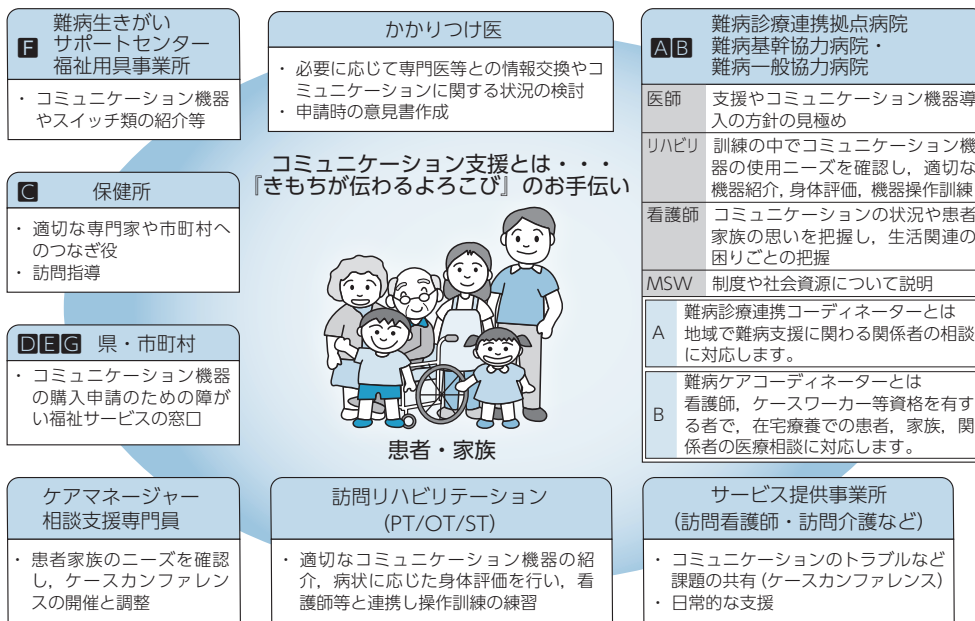 F
難病生きがい
サポートセンター
福祉用具事業所
・ コミュニケーション機器
やスイッチ類の紹介等
かかりつけ医
・ 必要に応じて専門医等との情報交換やコ
ミュニケーションに関する状況の検討
・ 申請時の意見書作成
A B
難病診療連携拠点病院
難病基幹協力病院・
難病一般協力病院
医師 支援やコミュニケーション機器導
入の方針の見極め
リハビリ 訓練の中でコミュニケーション機
器の使用ニーズを確認し，適切な
機器紹介，身体評価，機器操作訓練
看護師 コミュニケーションの状況や患者
家族の思いを把握し，生活関連の
困りごとの把握
MSW 制度や社会資源について説明
A
難病診療連携コーディネーターとは
地域で難病支援に関わる関係者の相談
に対応します。
B
難病ケアコーディネーターとは
看護師，ケースワーカー等資格を有す
る者で，在宅療養での患者，家族，関
係者の医療相談に対応します。
コミュニケーション支援とは・・・
『きもちが伝わるよろこび』のお手伝い
C 保健所
・ 適切な専門家や市町村へ
のつなぎ役
・ 訪問指導
D E G 県・市町村
・ コミュニケーション機器
の購入申請のための障が
い福祉サービスの窓口
患者・家族
ケアマネージャー
相談支援専門員
・ 患者家族のニーズを確認
し，ケースカンファレン
スの開催と調整
訪問リハビリテーション
(PT/OT/ST)
・ 適切なコミュニケーション機器の紹
介，病状に応じた身体評価を行い，看
護師等と連携し操作訓練の練習
サービス提供事業所
(訪問看護師・訪問介護など)
・ コミュニケーションのトラブルなど
課題の共有 (ケースカンファレンス)
・ 日常的な支援